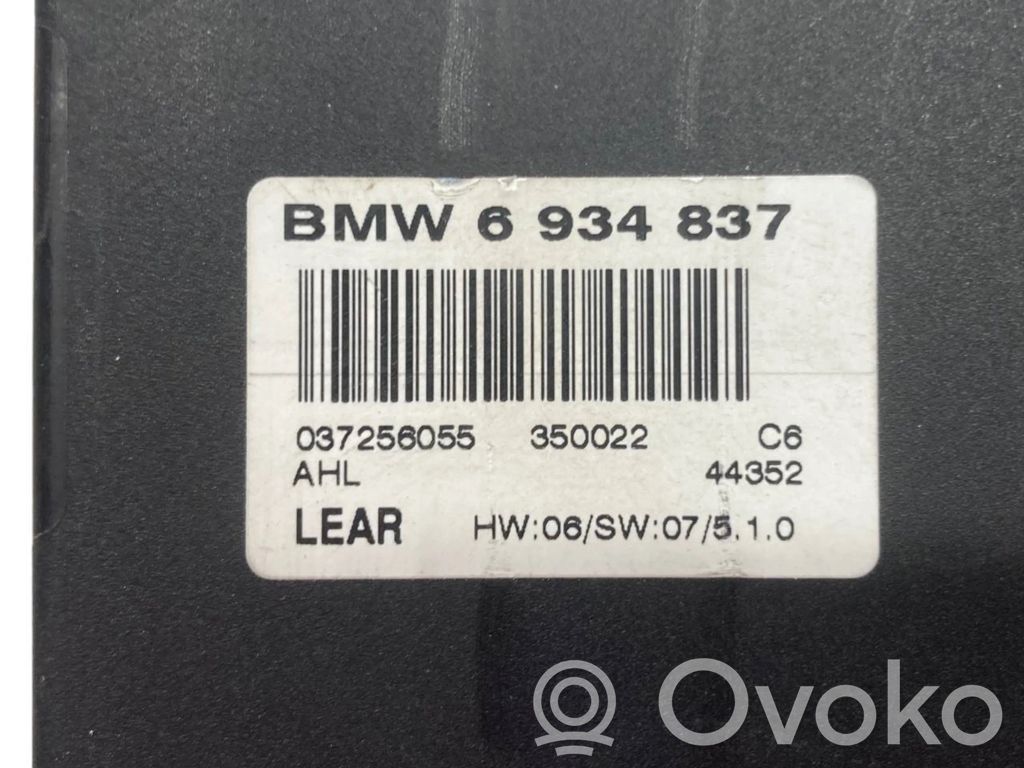 BMW 6 934 837
037256055 350022 C6
AHL 44352
LEAR HW:06/SW:07/5.1.0
Ovoko